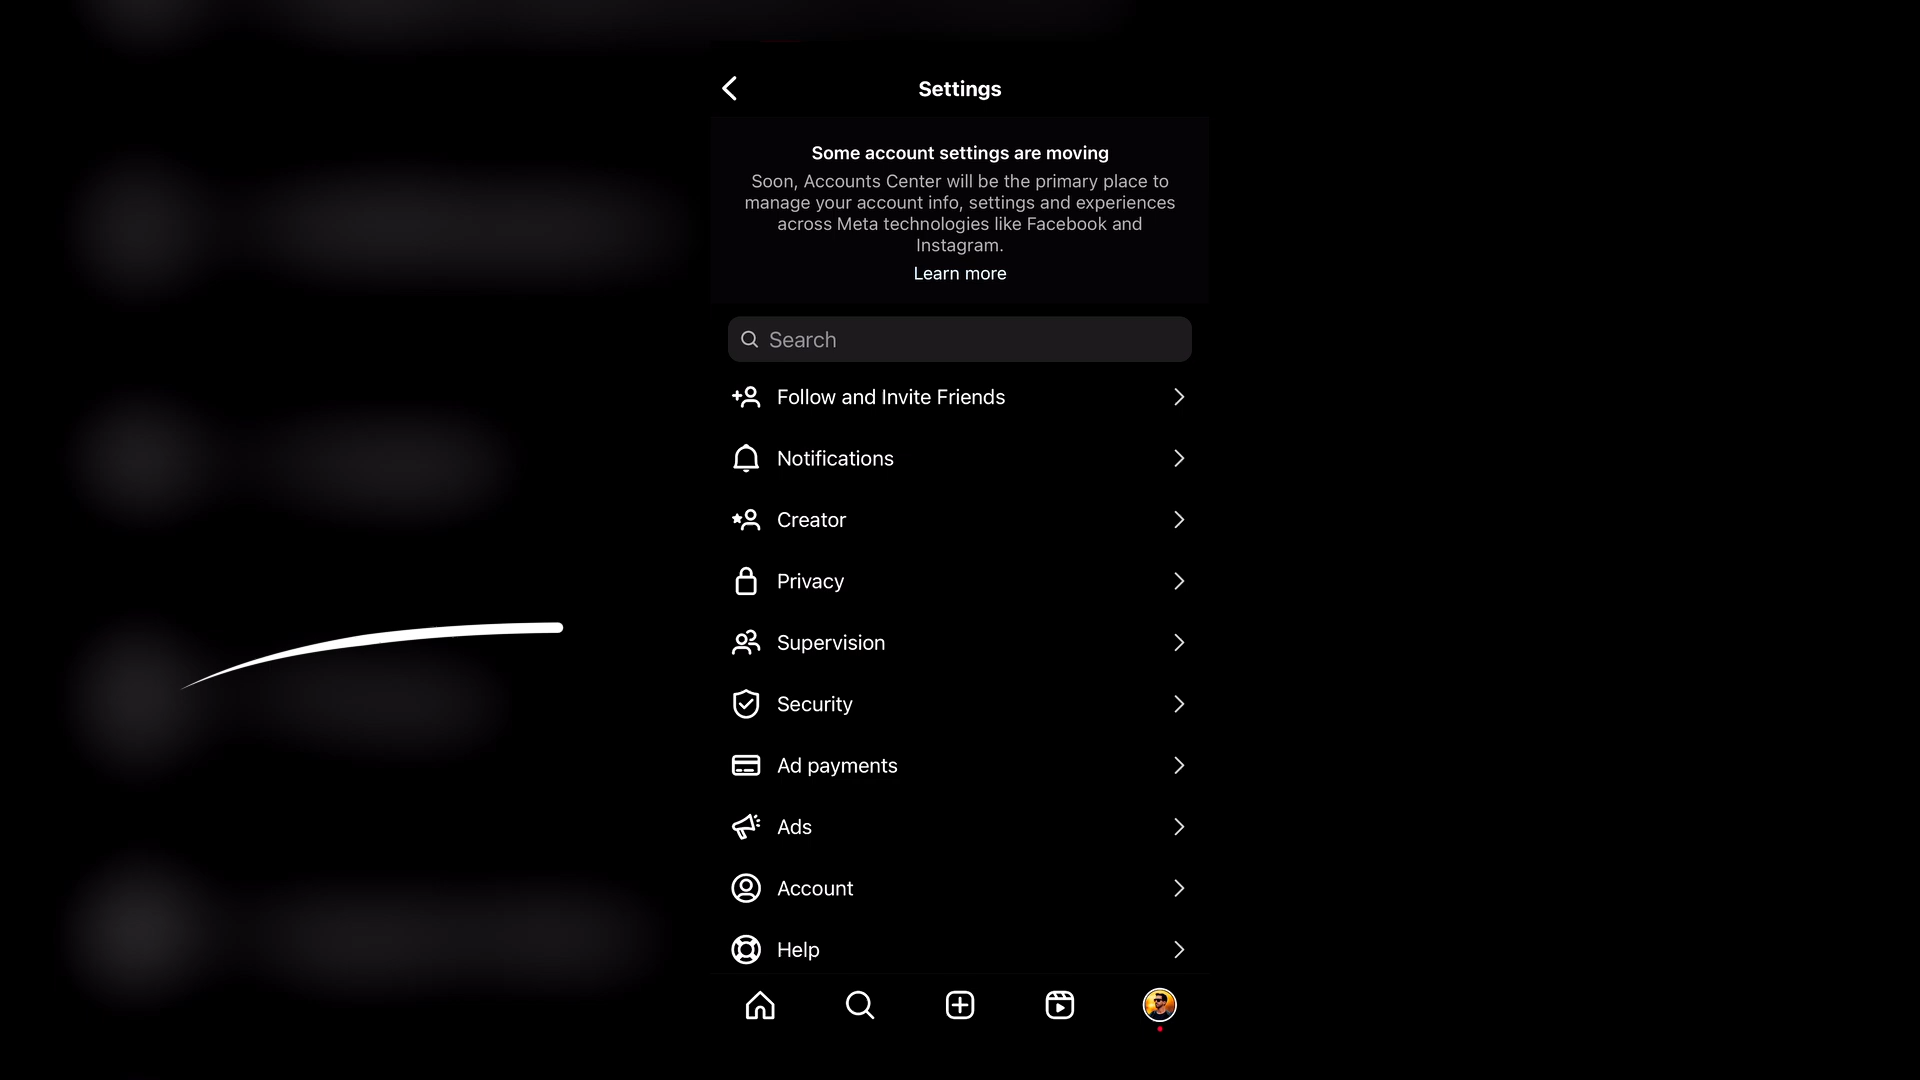 Settings
Some account settings are moving
Soon, Accounts Center will be the primary place to
manage your account info, settings and experiences
across Meta technologies like Facebook and
Instagram.
Learn more
Search
Follow and Invite Friends
Notifications
Creator
Privacy
Supervision
Security
Ad payments
Ads
Account
Help